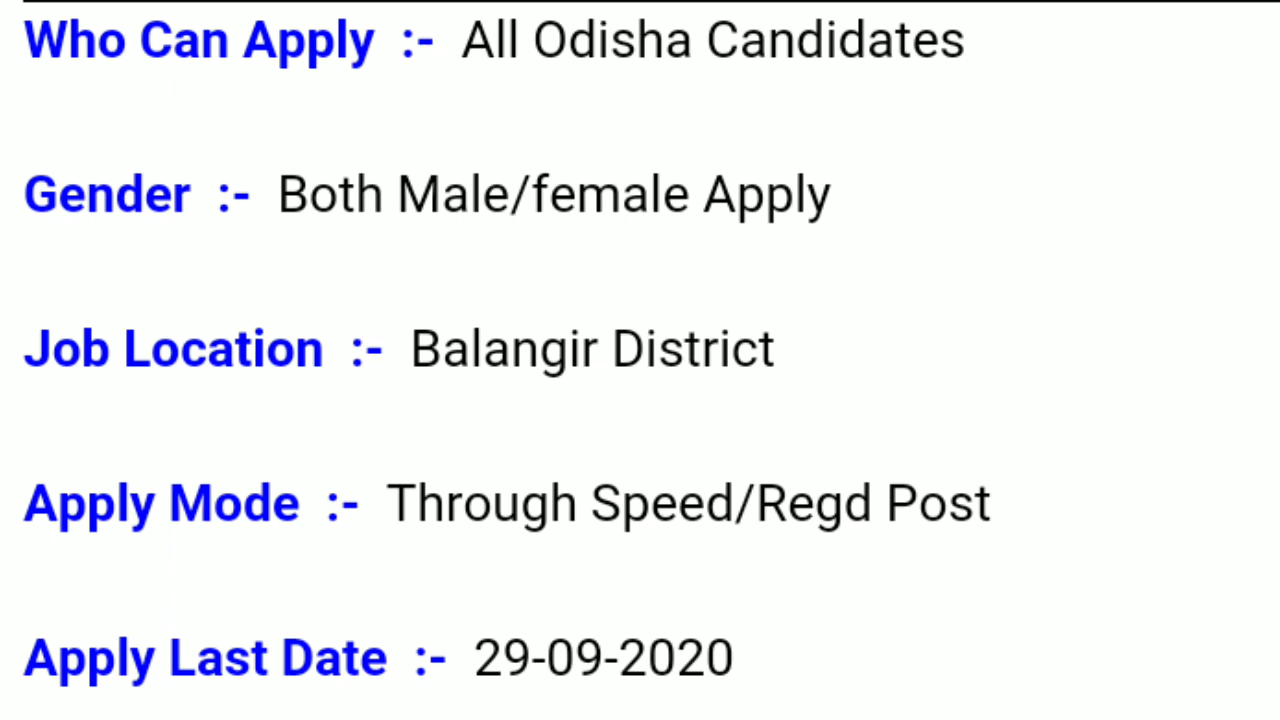 Who Can Apply :- All Odisha Candidates
Gender :- Both Male/female Apply
Job Location :- Balangir District
Apply Mode :- Through Speed/Regd Post
Apply Last Date :- 29-09-2020